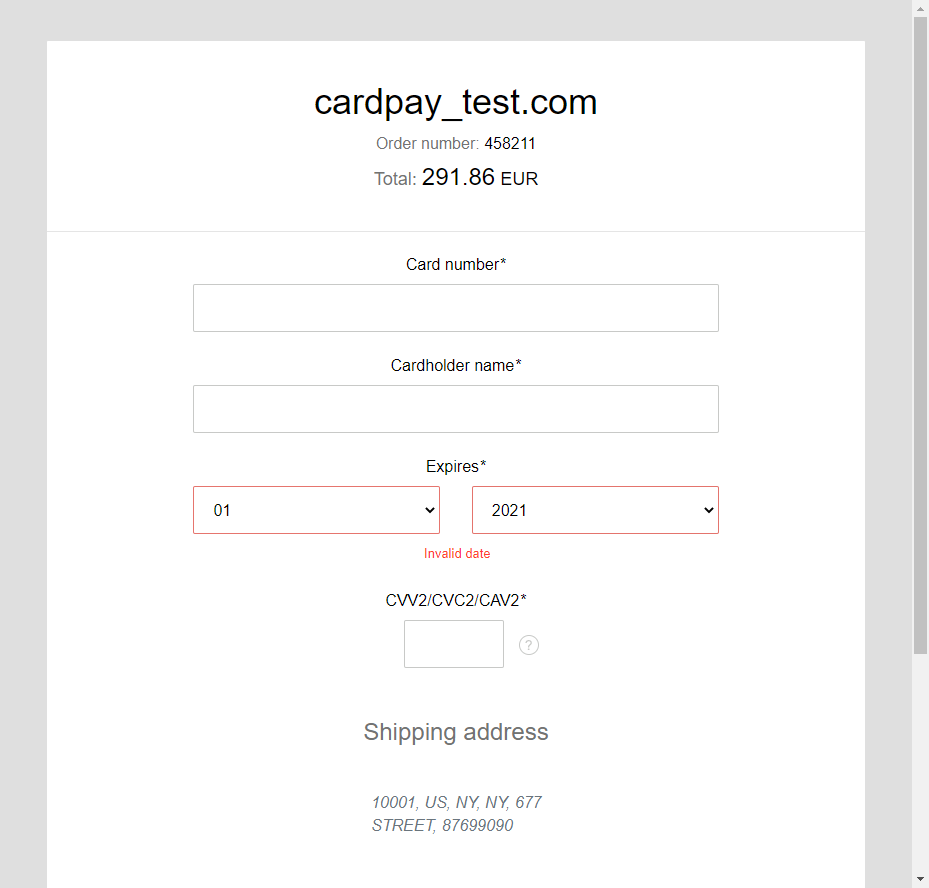 cardpay_test.com
Order number: 458211
Total: 291.86 EUR
Card number*
Cardholder name*
Expires*
01 2021
Invalid date
CVV2/CVC2/CAV2*
?
Shipping address
10001, US, NY, NY, 677
STREET, 87699090